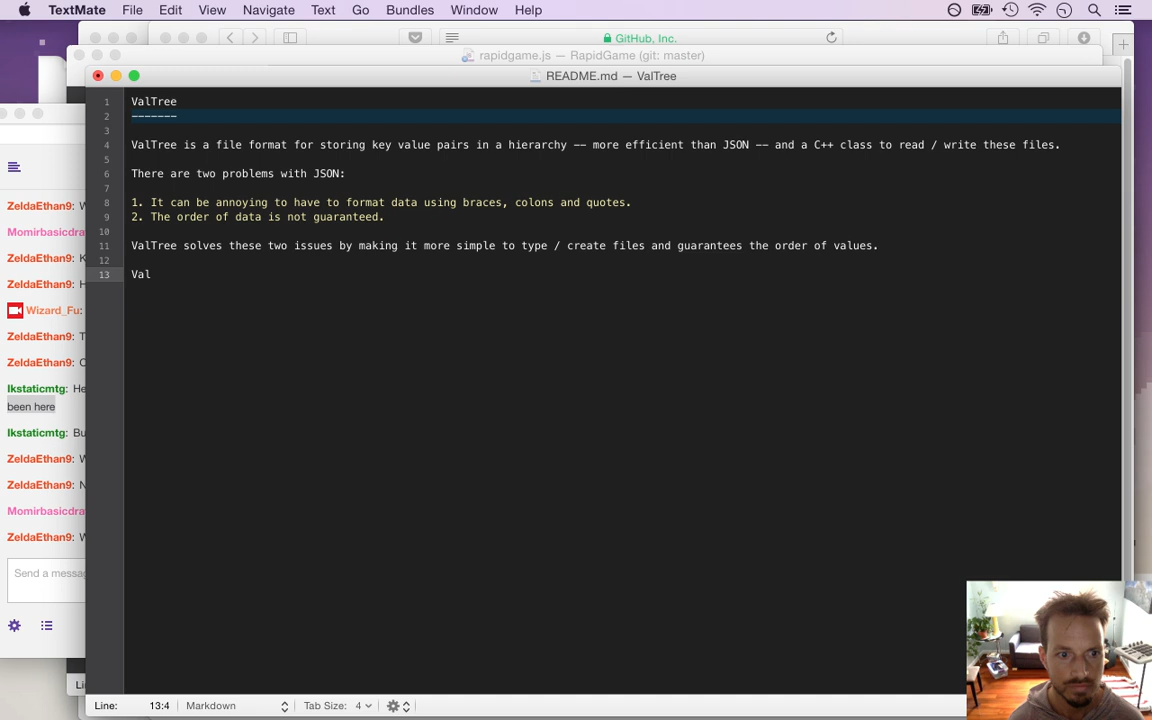 TextMate File Edit View Navigate Text Go Bundles Window Help
GitHub, Inc.
rapidgame.js — RapidGame (git: master)
README.md — ValTree
1 ValTree
2 -------
3
4 ValTree is a file format for storing key value pairs in a hierarchy -- more efficient than JSON -- and a C++ class to read / write these files.
5
6 There are two problems with JSON:
7
8 1. It can be annoying to have to format data using braces, colons and quotes.
9 2. The order of data is not guaranteed.
10
11 ValTree solves these two issues by making it more simple to type / create files and guarantees the order of values.
12
13 Val
ZeldaEthan9: W
Momirbasicdra
ZeldaEthan9: K
ZeldaEthan9: H
Wizard_Fu:
ZeldaEthan9: T
ZeldaEthan9: C
lkstaticmtg: He
been here
lkstaticmtg: Bu
ZeldaEthan9: W
ZeldaEthan9: N
Momirbasicdra
ZeldaEthan9: W
Send a messa
Li
Line: 13:4 Markdown Tab Size: 4